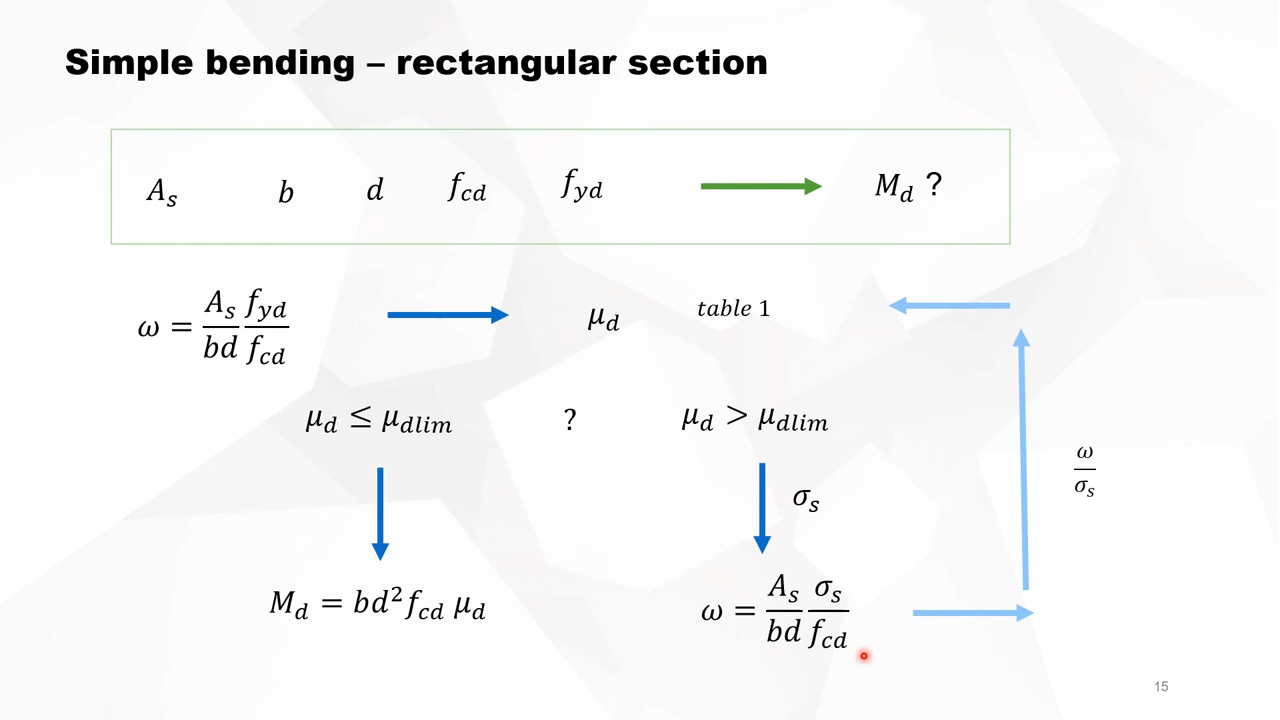 Simple bending – rectangular section
A_s b d f_cd f_yd M_d ?
ω = A_s/bd f_yd/f_cd μ_d table 1
μ_d ≤ μ_dlim ? μ_d > μ_dlim
ω/σ_s
σ_s
M_d = bd²f_cd μ_d ω = A_s/bd σ_s/f_cd
15